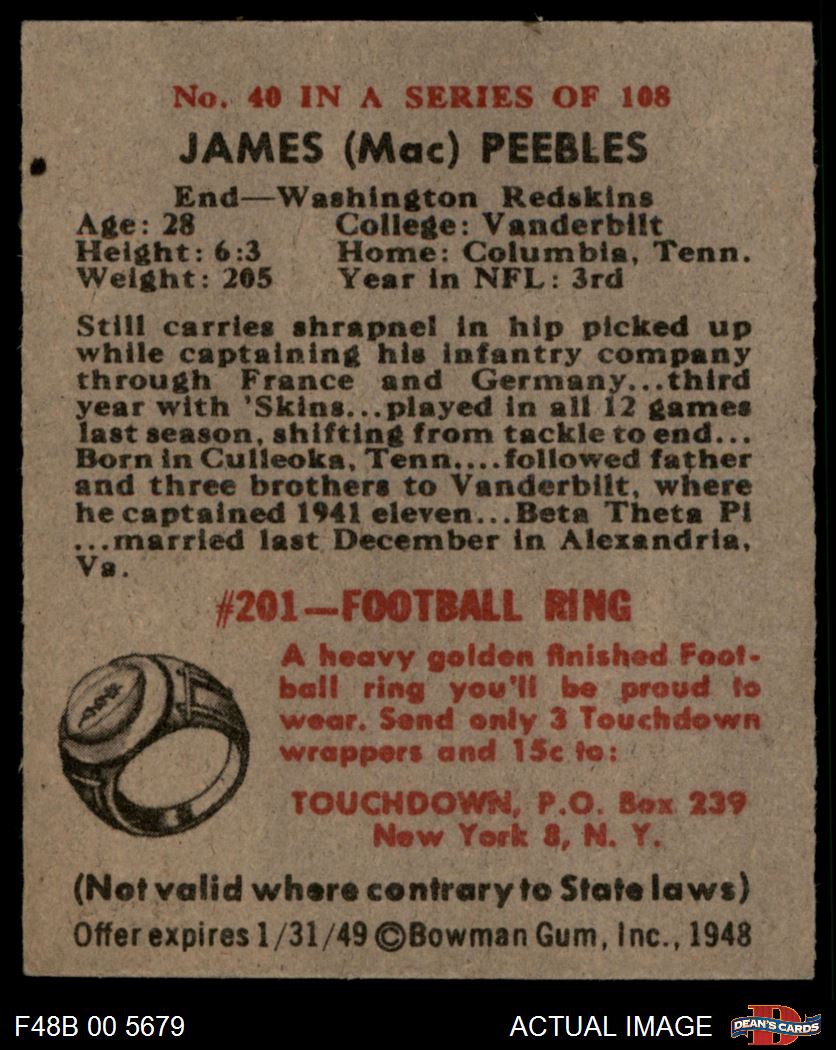 No. 40 IN A SERIES OF 108
JAMES (Mac) PEEBLES
End—Washington Redskins
Age: 28 College: Vanderbilt
Height: 6:3 Home: Columbia, Tenn.
Weight: 205 Year in NFL: 3rd
Still carries shrapnel in hip picked up
while captaining his infantry company
through France and Germany...third
year with 'Skins...played in all 12 games
last season, shifting from tackle to end...
Born in Culleoka, Tenn....followed father
and three brothers to Vanderbilt, where
he captained 1941 eleven...Beta Theta Pi
...married last December in Alexandria,
Va.
#201—FOOTBALL RING
A heavy golden finished Foot-
ball ring you'll be proud to
wear. Send only 3 Touchdown
wrappers and 15c to:
TOUCHDOWN, P.O. Box 239
New York 8, N. Y.
(Not valid where contrary to State laws)
Offer expires 1/31/49 ©Bowman Gum, Inc., 1948
F48B 00 5679 ACTUAL IMAGE D DEAN'S CARDS